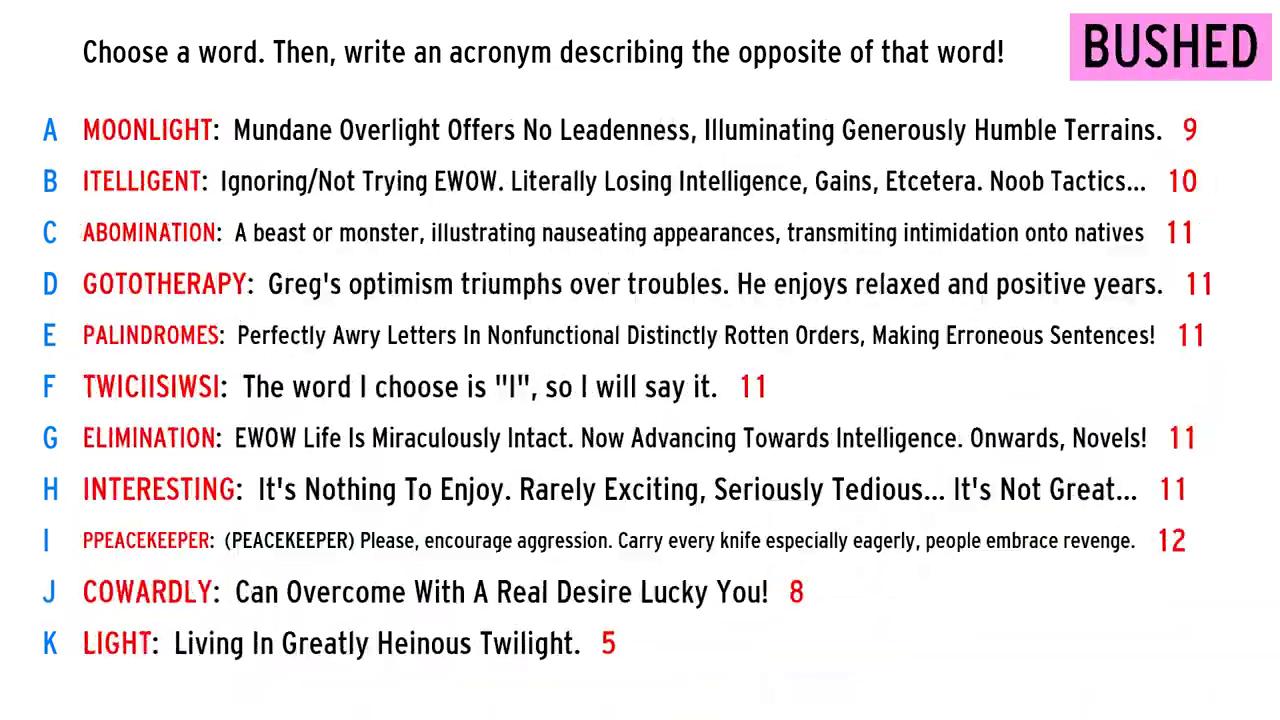 Choose a word. Then, write an acronym describing the opposite of that word!
BUSHED
A MOONLIGHT: Mundane Overlight Offers No Leadenness, Illuminating Generously Humble Terrains. 9
B ITELLIGENT: Ignoring/Not Trying EWOW. Literally Losing Intelligence, Gains, Etcetera. Noob Tactics... 10
C ABOMINATION: A beast or monster, illustrating nauseating appearances, transmiting intimidation onto natives 11
D GOTOTHERAPY: Greg's optimism triumphs over troubles. He enjoys relaxed and positive years. 11
E PALINDROMES: Perfectly Awry Letters In Nonfunctional Distinctly Rotten Orders, Making Erroneous Sentences! 11
F TWICIISIWSI: The word I choose is "I", so I will say it. 11
G ELIMINATION: EWOW Life Is Miraculously Intact. Now Advancing Towards Intelligence. Onwards, Novels! 11
H INTERESTING: It's Nothing To Enjoy. Rarely Exciting, Seriously Tedious... It's Not Great... 11
I PPEACEKEEPER: (PEACEKEEPER) Please, encourage aggression. Carry every knife especially eagerly, people embrace revenge. 12
J COWARDLY: Can Overcome With A Real Desire Lucky You! 8
K LIGHT: Living In Greatly Heinous Twilight. 5